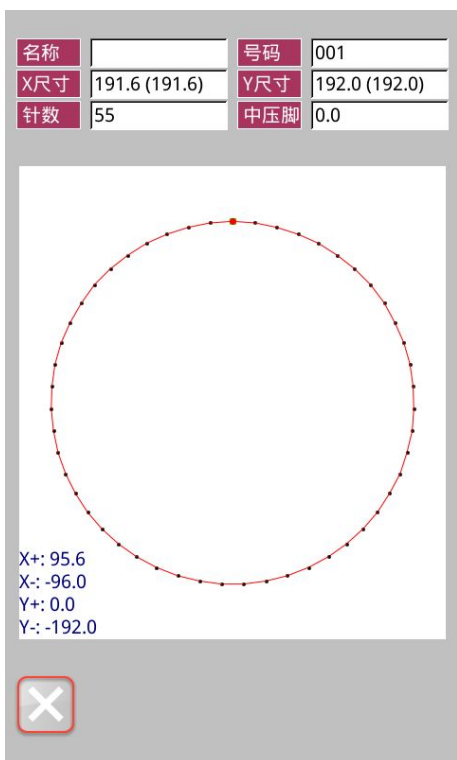 名称 号码 001
X尺寸 191.6 (191.6) Y尺寸 192.0 (192.0)
针数 55 中压脚 0.0
X+: 95.6
X-: -96.0
Y+: 0.0
Y-: -192.0